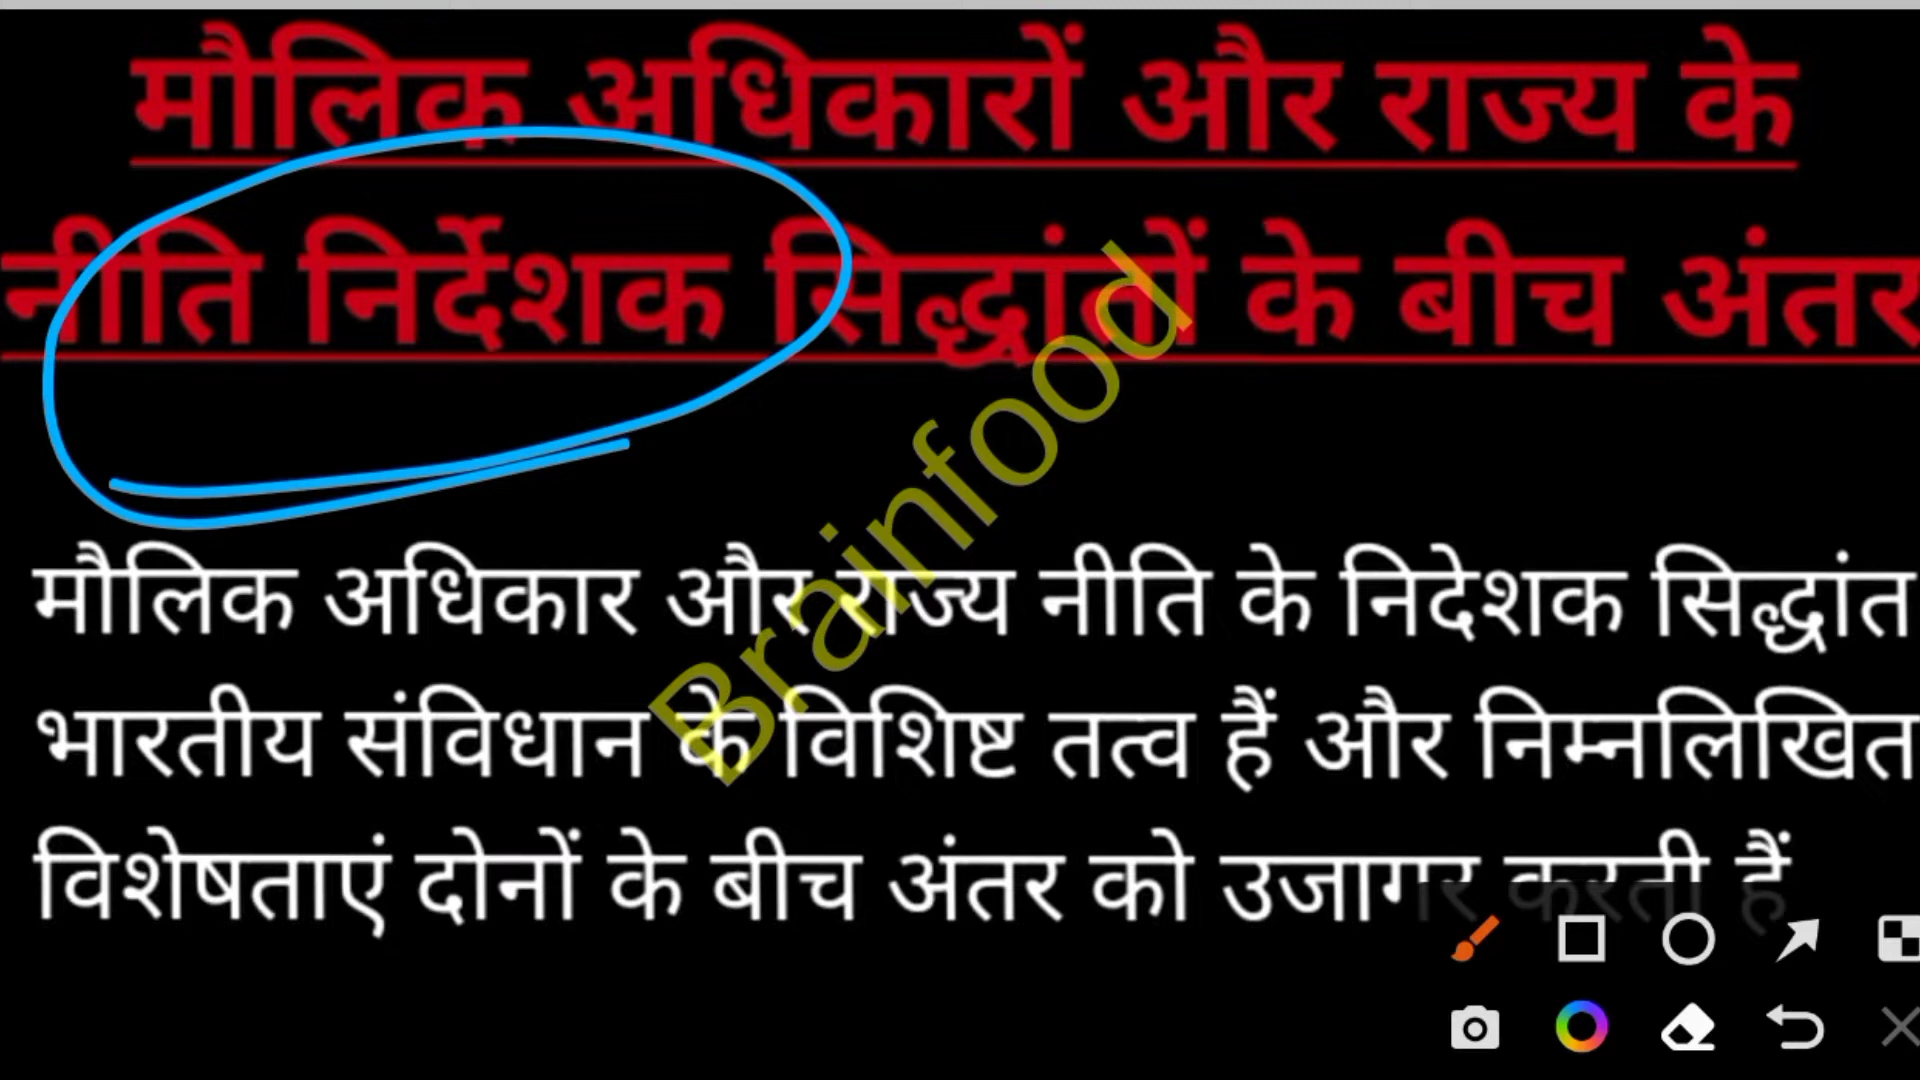 मौलिक अधिकारों और राज्य के
नीति निर्देशक सिद्धांतों के बीच अंतर
Brainfood
मौलिक अधिकार और राज्य नीति के निदेशक सिद्धांत
भारतीय संविधान के विशिष्ट तत्व हैं और निम्नलिखित
विशेषताएं दोनों के बीच अंतर को उजागर करती हैं